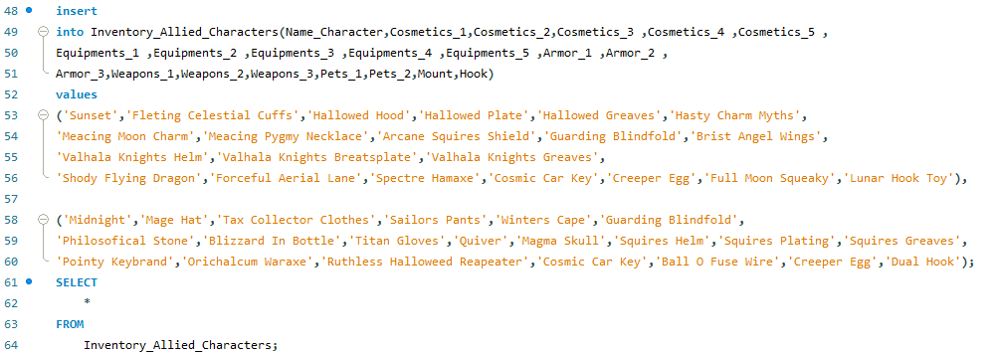 48 insert
49 into Inventory_Allied_Characters(Name_Character,Cosmetics_1,Cosmetics_2,Cosmetics_3 ,Cosmetics_4 ,Cosmetics_5 ,
50 Equipments_1 ,Equipments_2 ,Equipments_3 ,Equipments_4 ,Equipments_5 ,Armor_1 ,Armor_2 ,
51 Armor_3,Weapons_1,Weapons_2,Weapons_3,Pets_1,Pets_2,Mount,Hook)
52 values
53 ('Sunset','Fleting Celestial Cuffs','Hallowed Hood','Hallowed Plate','Hallowed Greaves','Hasty Charm Myths',
54 'Meacing Moon Charm','Meacing Pygmy Necklace','Arcane Squires Shield','Guarding Blindfold','Brist Angel Wings',
55 'Valhala Knights Helm','Valhala Knights Breatsplate','Valhala Knights Greaves',
56 'Shody Flying Dragon','Forceful Aerial Lane','Spectre Hamaxe','Cosmic Car Key','Creeper Egg','Full Moon Squeaky','Lunar Hook Toy'),
57
58 ('Midnight','Mage Hat','Tax Collector Clothes','Sailors Pants','Winters Cape','Guarding Blindfold',
59 'Philosofical Stone','Blizzard In Bottle','Titan Gloves','Quiver','Magma Skull','Squires Helm','Squires Plating','Squires Greaves',
60 'Pointy Keybrand','Orichalcum Waraxe','Ruthless Halloweed Reapeater','Cosmic Car Key','Ball O Fuse Wire','Creeper Egg','Dual Hook');
61 SELECT
62 *
63 FROM
64 Inventory_Allied_Characters;